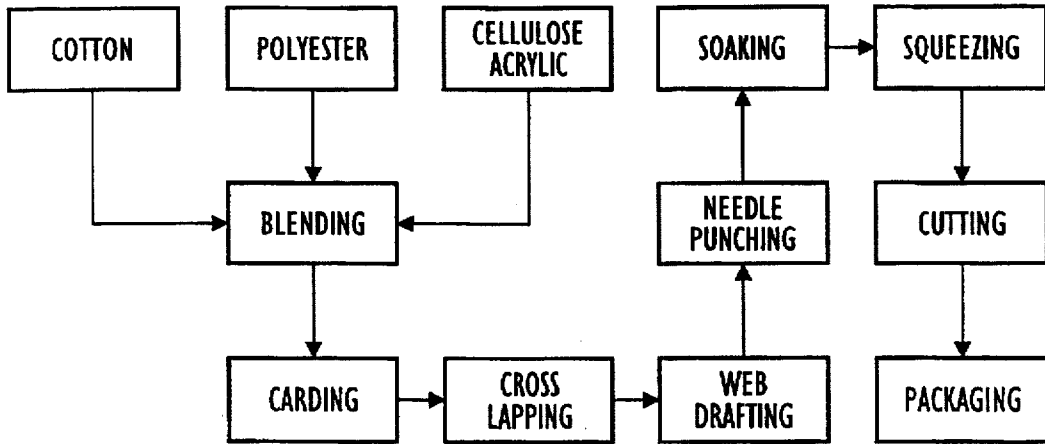 COTTON
POLYESTER
CELLULOSE
ACRYLIC
SOAKING
SQUEEZING
BLENDING
NEEDLE
PUNCHING
CUTTING
CARDING
CROSS
LAPPING
WEB
DRAFTING
PACKAGING